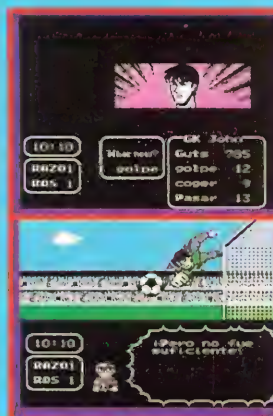 10:10
RAZ01
ROS 1
What now?
golpe
GK John
Guts 705
golpe 12
coger 9
Pasar 13
10:10
RAZ01
ROS 1
¡Pero no fue
suficiente!